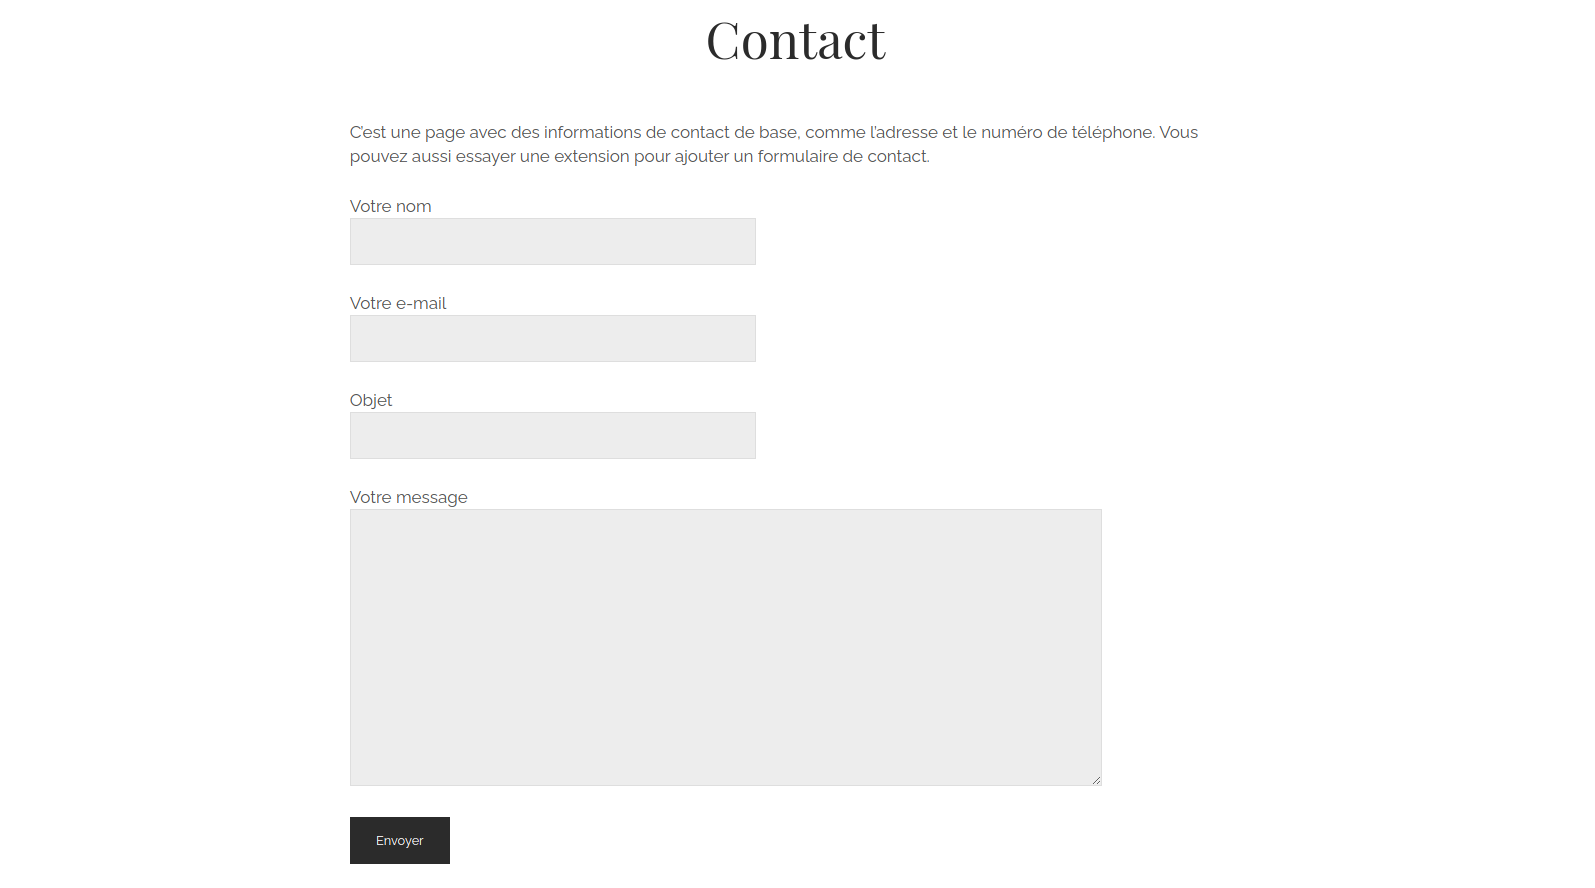 Contact
C’est une page avec des informations de contact de base, comme l’adresse et le numéro de téléphone. Vous
pouvez aussi essayer une extension pour ajouter un formulaire de contact.
Votre nom
Votre e-mail
Objet
Votre message
Envoyer